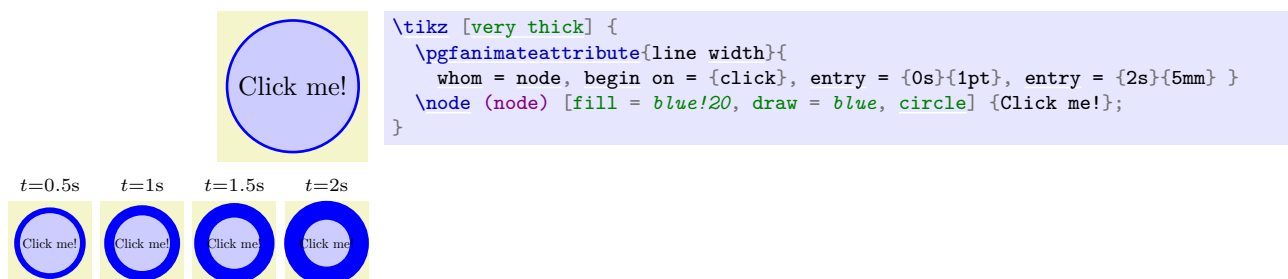 Click me!
\tikz [very thick] {
\pgfanimateattribute{line width}{
whom = node, begin on = {click}, entry = {0s}{1pt}, entry = {2s}{5mm} }
\node (node) [fill = blue!20, draw = blue, circle] {Click me!};
}
t=0.5s t=1s t=1.5s t=2s
Click me! Click me! Click me! Click me!